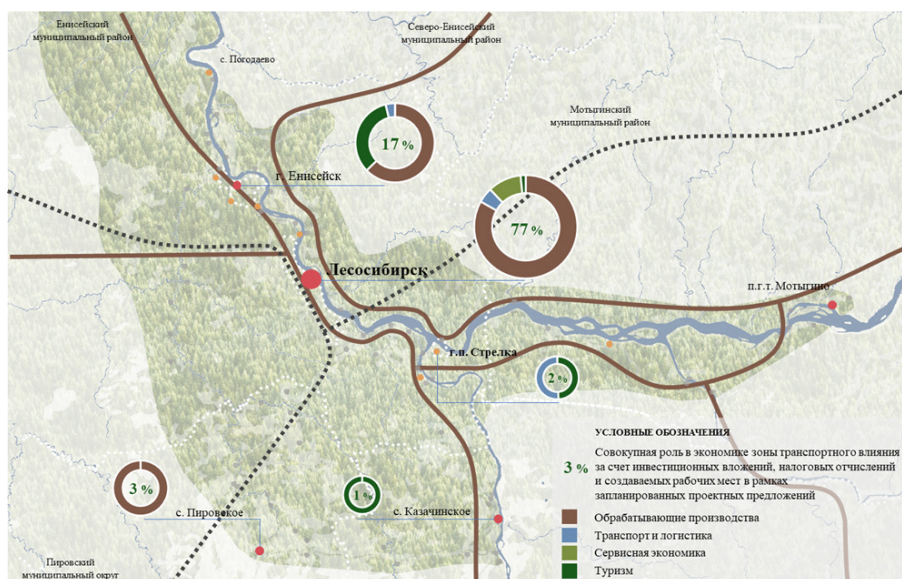 Енисейский
муниципальный район
Северо-Енисейский
муниципальный район
с. Погодаево
Мотыгинский
муниципальный район
17 %
г. Енисейск
77 %
Лесосибирск
п.г.т. Мотыгино
г.п. Стрелка
2 %
УСЛОВНЫЕ ОБОЗНАЧЕНИЯ
3 %
Совокупная роль в экономике зоны транспортного влияния
за счет инвестиционных вложений, налоговых отчислений
и создаваемых рабочих мест в рамках
запланированных проектных предложений
3 %
1 %
с. Пировское
с. Казачинское
Обрабатывающие производства
Транспорт и логистика
Сервисная экономика
Туризм
Пировский
муниципальный округ